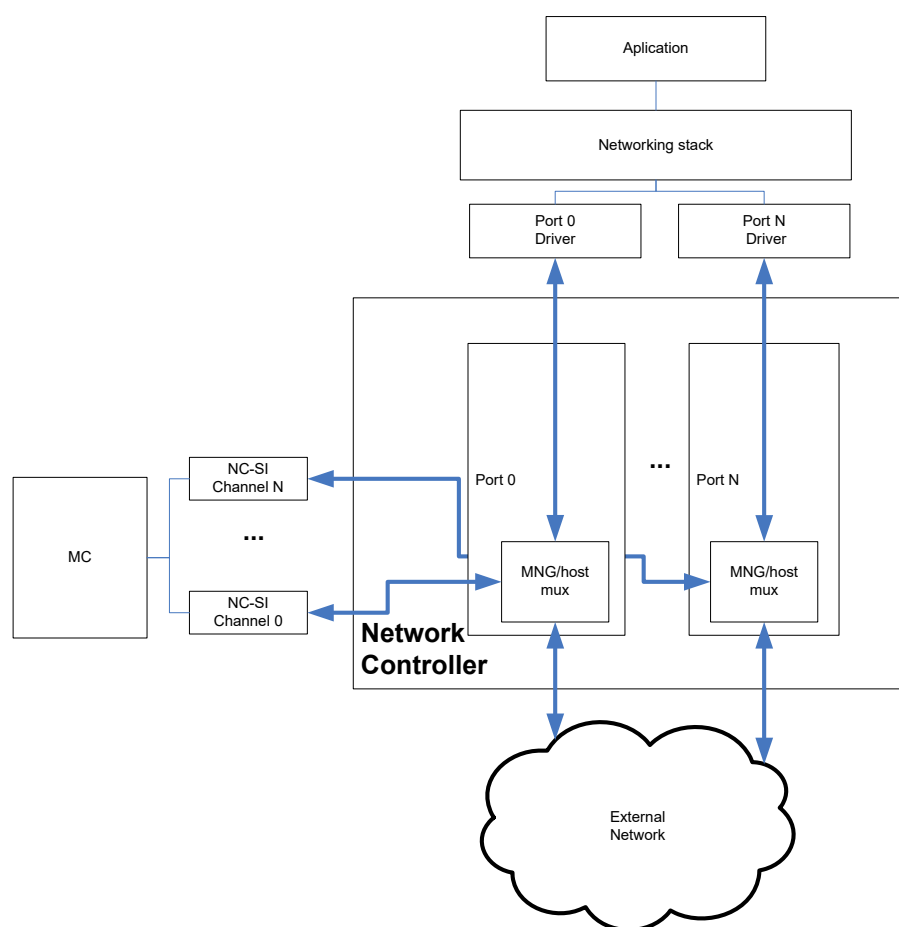 Aplication
Networking stack
Port 0
Driver
Port N
Driver
NC-SI
Channel N
Port 0
...
Port N
MC
...
MNG/host
mux
MNG/host
mux
NC-SI
Channel 0
Network
Controller
External
Network